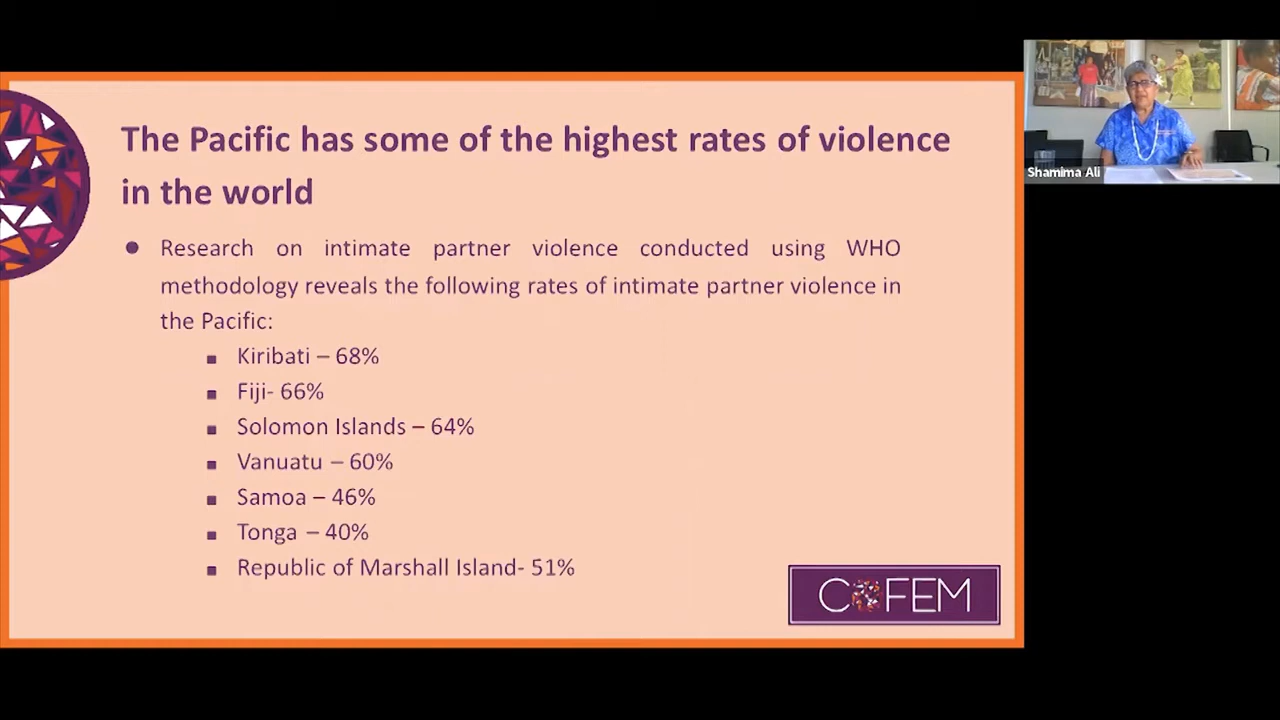 The Pacific has some of the highest rates of violence
in the world
● Research on intimate partner violence conducted using WHO
methodology reveals the following rates of intimate partner violence in
the Pacific:
▪ Kiribati – 68%
▪ Fiji- 66%
▪ Solomon Islands – 64%
▪ Vanuatu – 60%
▪ Samoa – 46%
▪ Tonga – 40%
▪ Republic of Marshall Island- 51%
COFEM
Shamima Ali